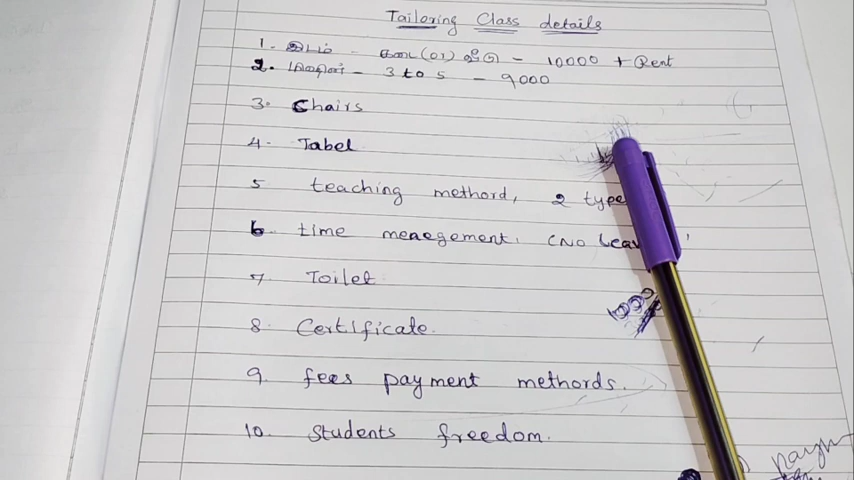 Tailoring Class details
1. இடம் - கடை (or) வீடு - 10000 + Rent
2. மிஷின் - 3 to 5 - 9000
3. Chairs
4. Tabel
5 teaching methord, 2 type
6. time menegement. (No Leav
7 Toilet
8 Certificate.
9. fees payment methords.
10. students freedom.